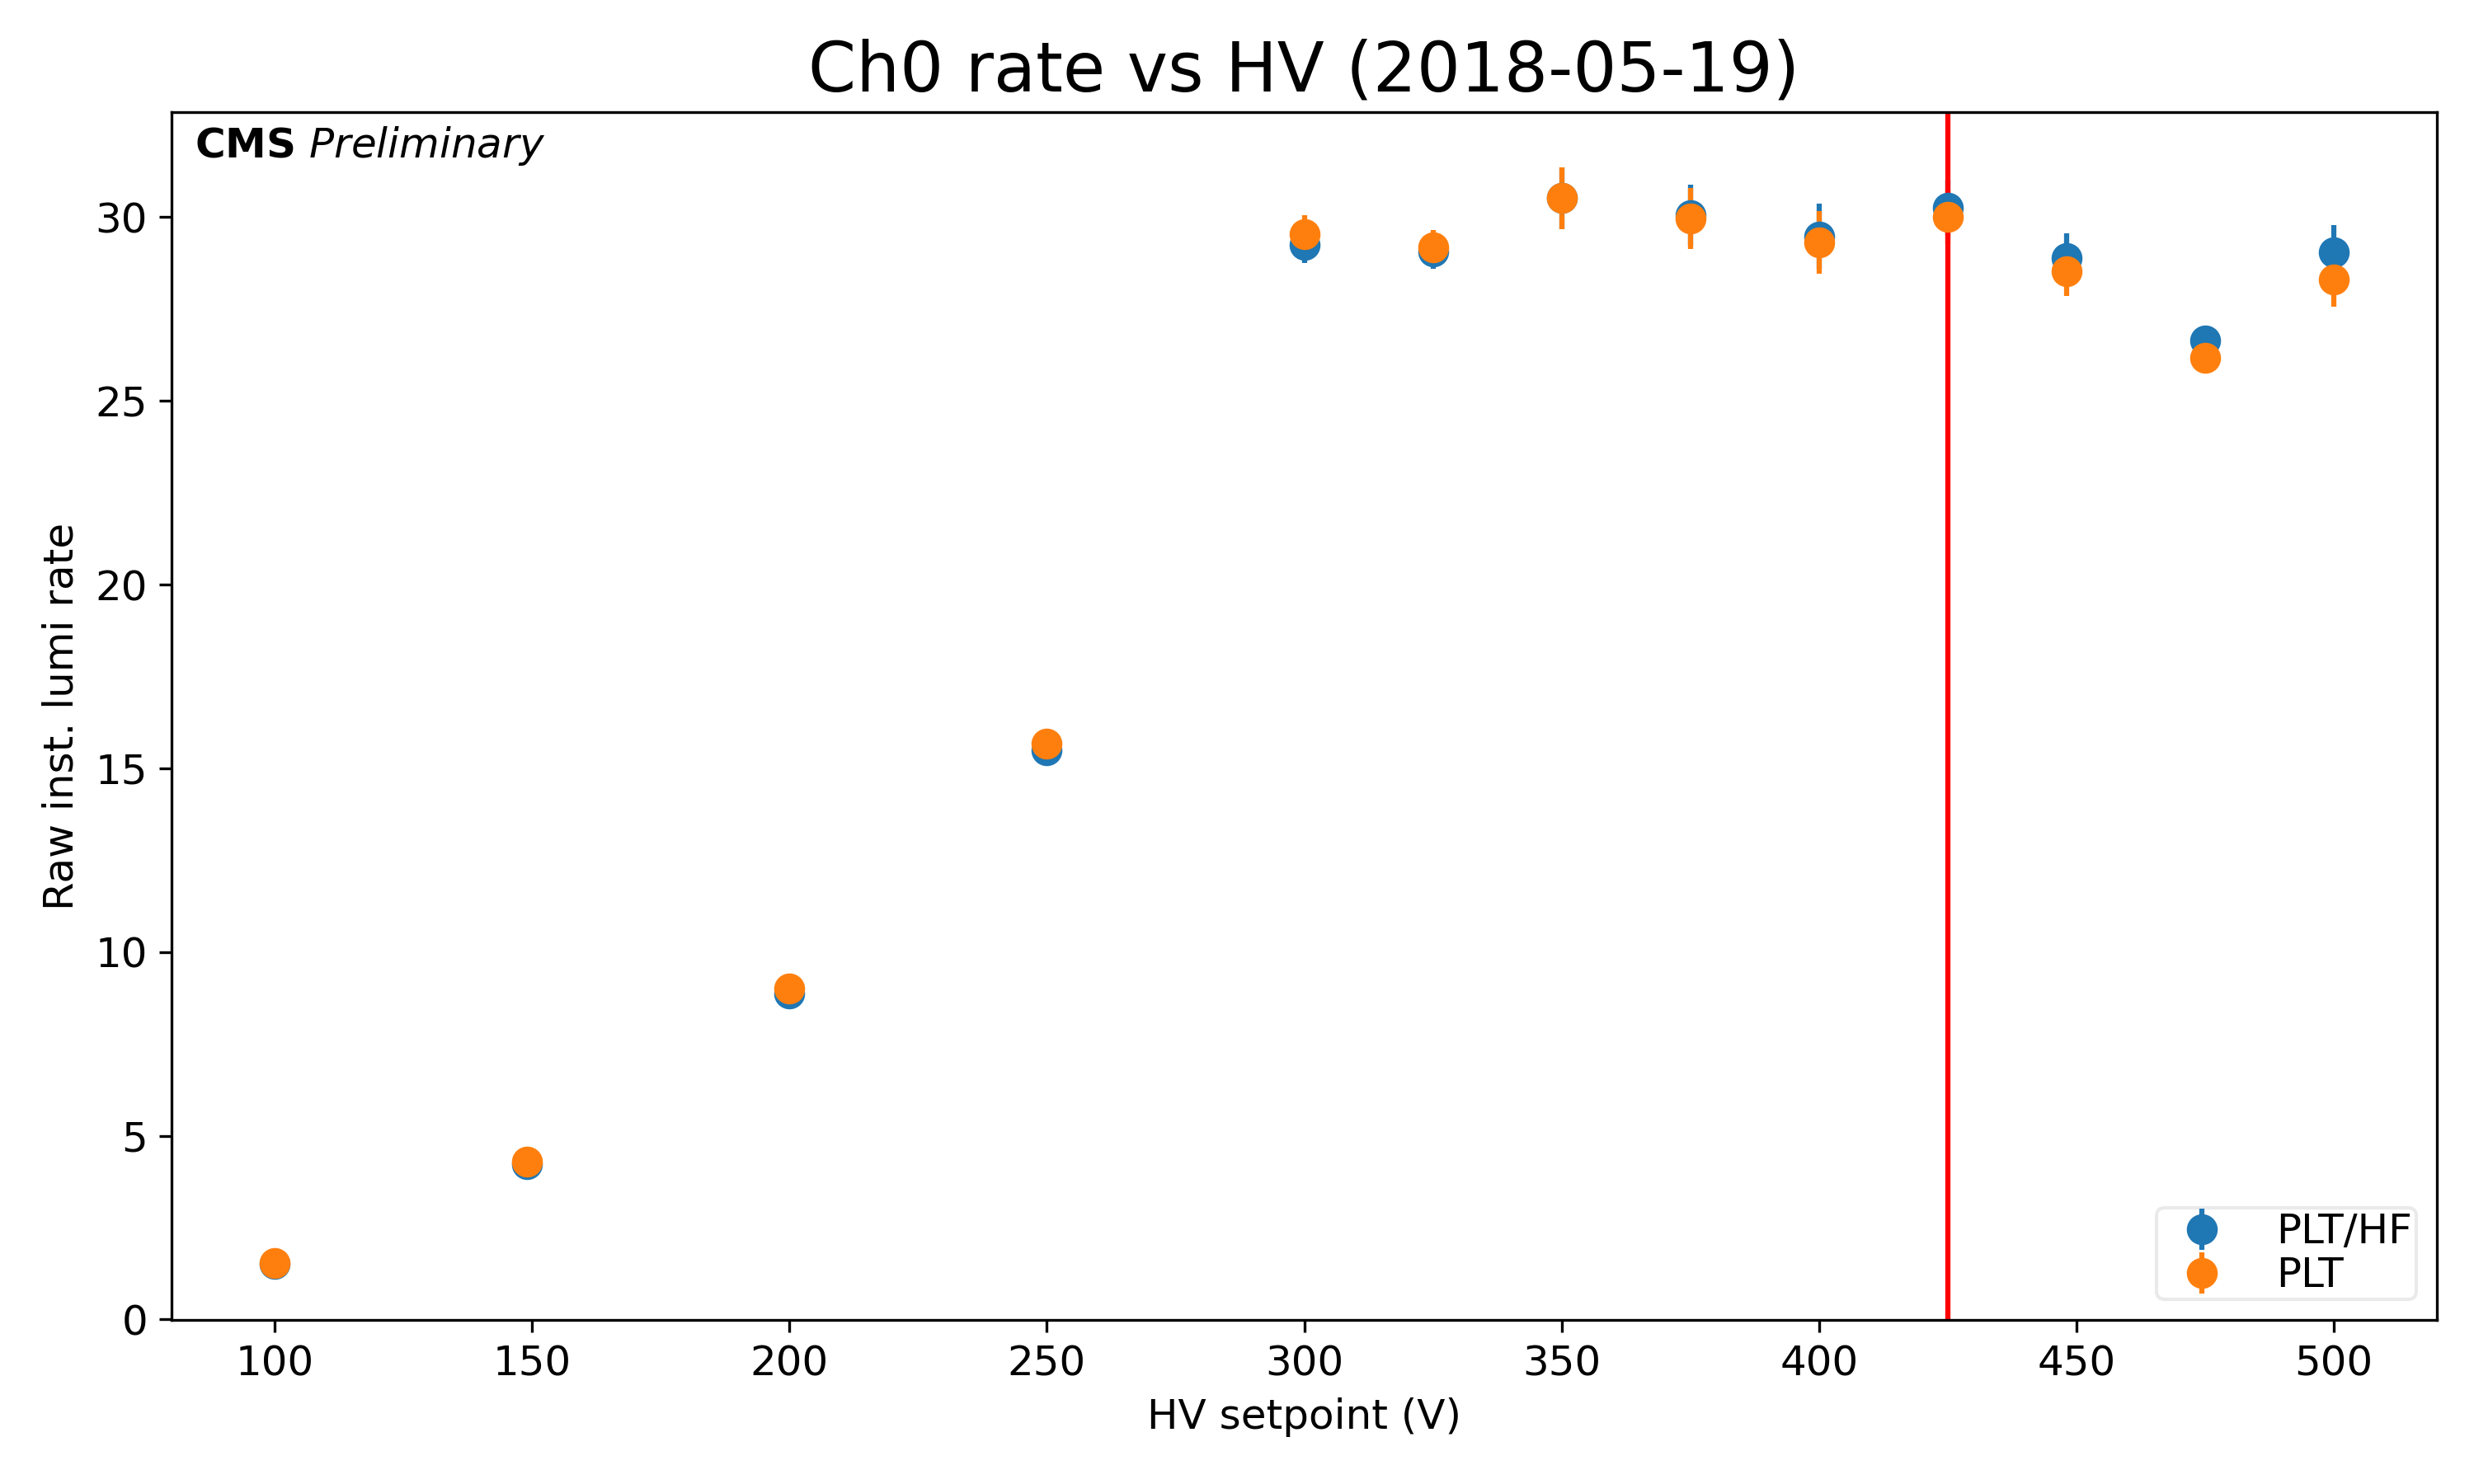 Ch0 rate vs HV (2018-05-19)
CMS Preliminary
Raw inst. lumi rate
30
25
20
15
10
5
0
100 150 200 250 300 350 400 450 500
HV setpoint (V)
PLT/HF
PLT